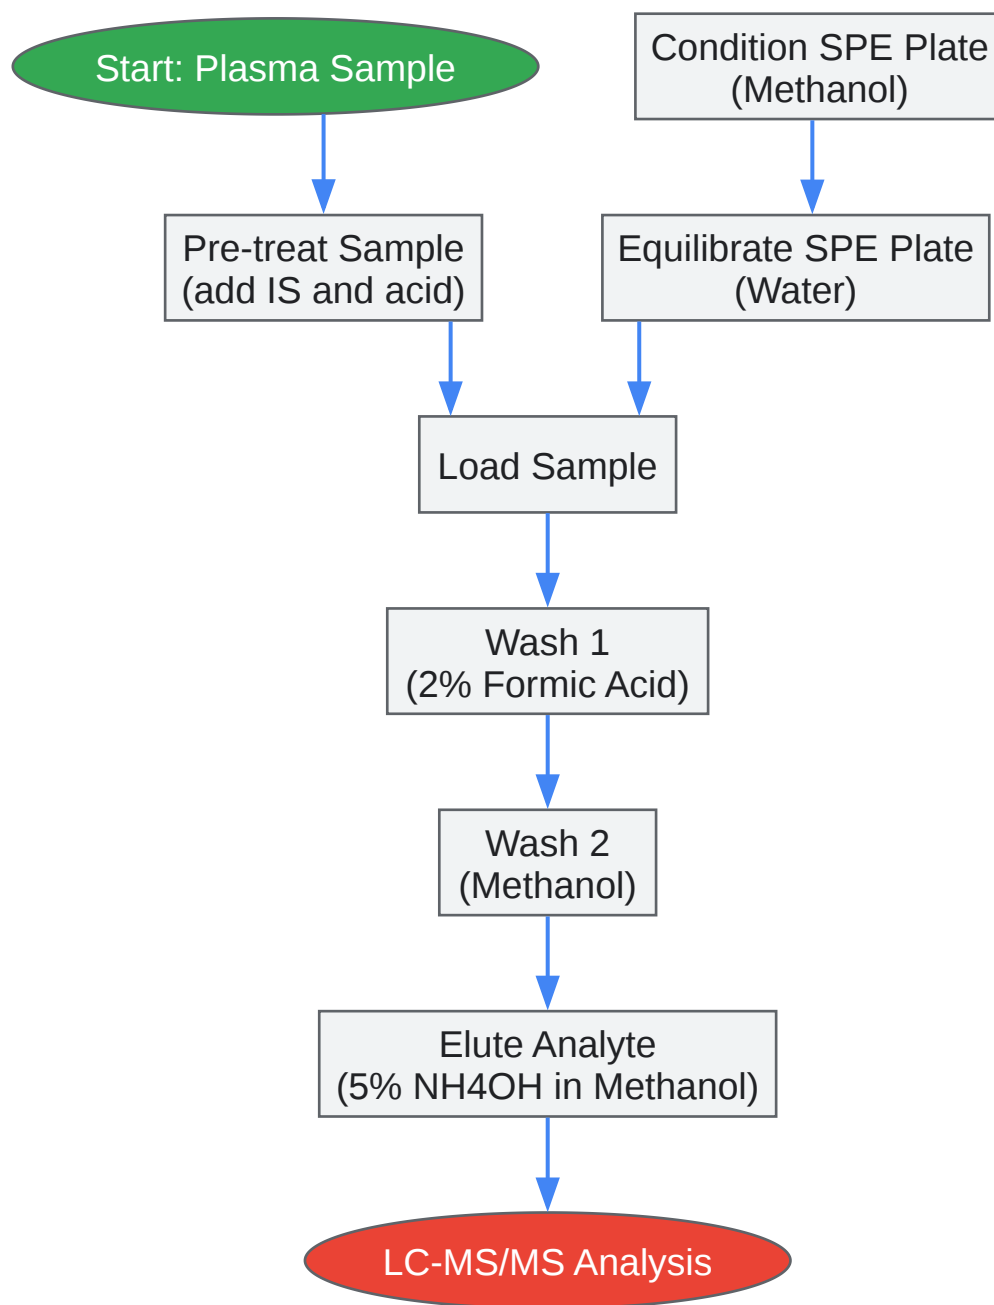 Start: Plasma Sample
Condition SPE Plate
(Methanol)
Pre-treat Sample
(add IS and acid)
Equilibrate SPE Plate
(Water)
Load Sample
Wash 1
(2% Formic Acid)
Wash 2
(Methanol)
Elute Analyte
(5% NH4OH in Methanol)
LC-MS/MS Analysis